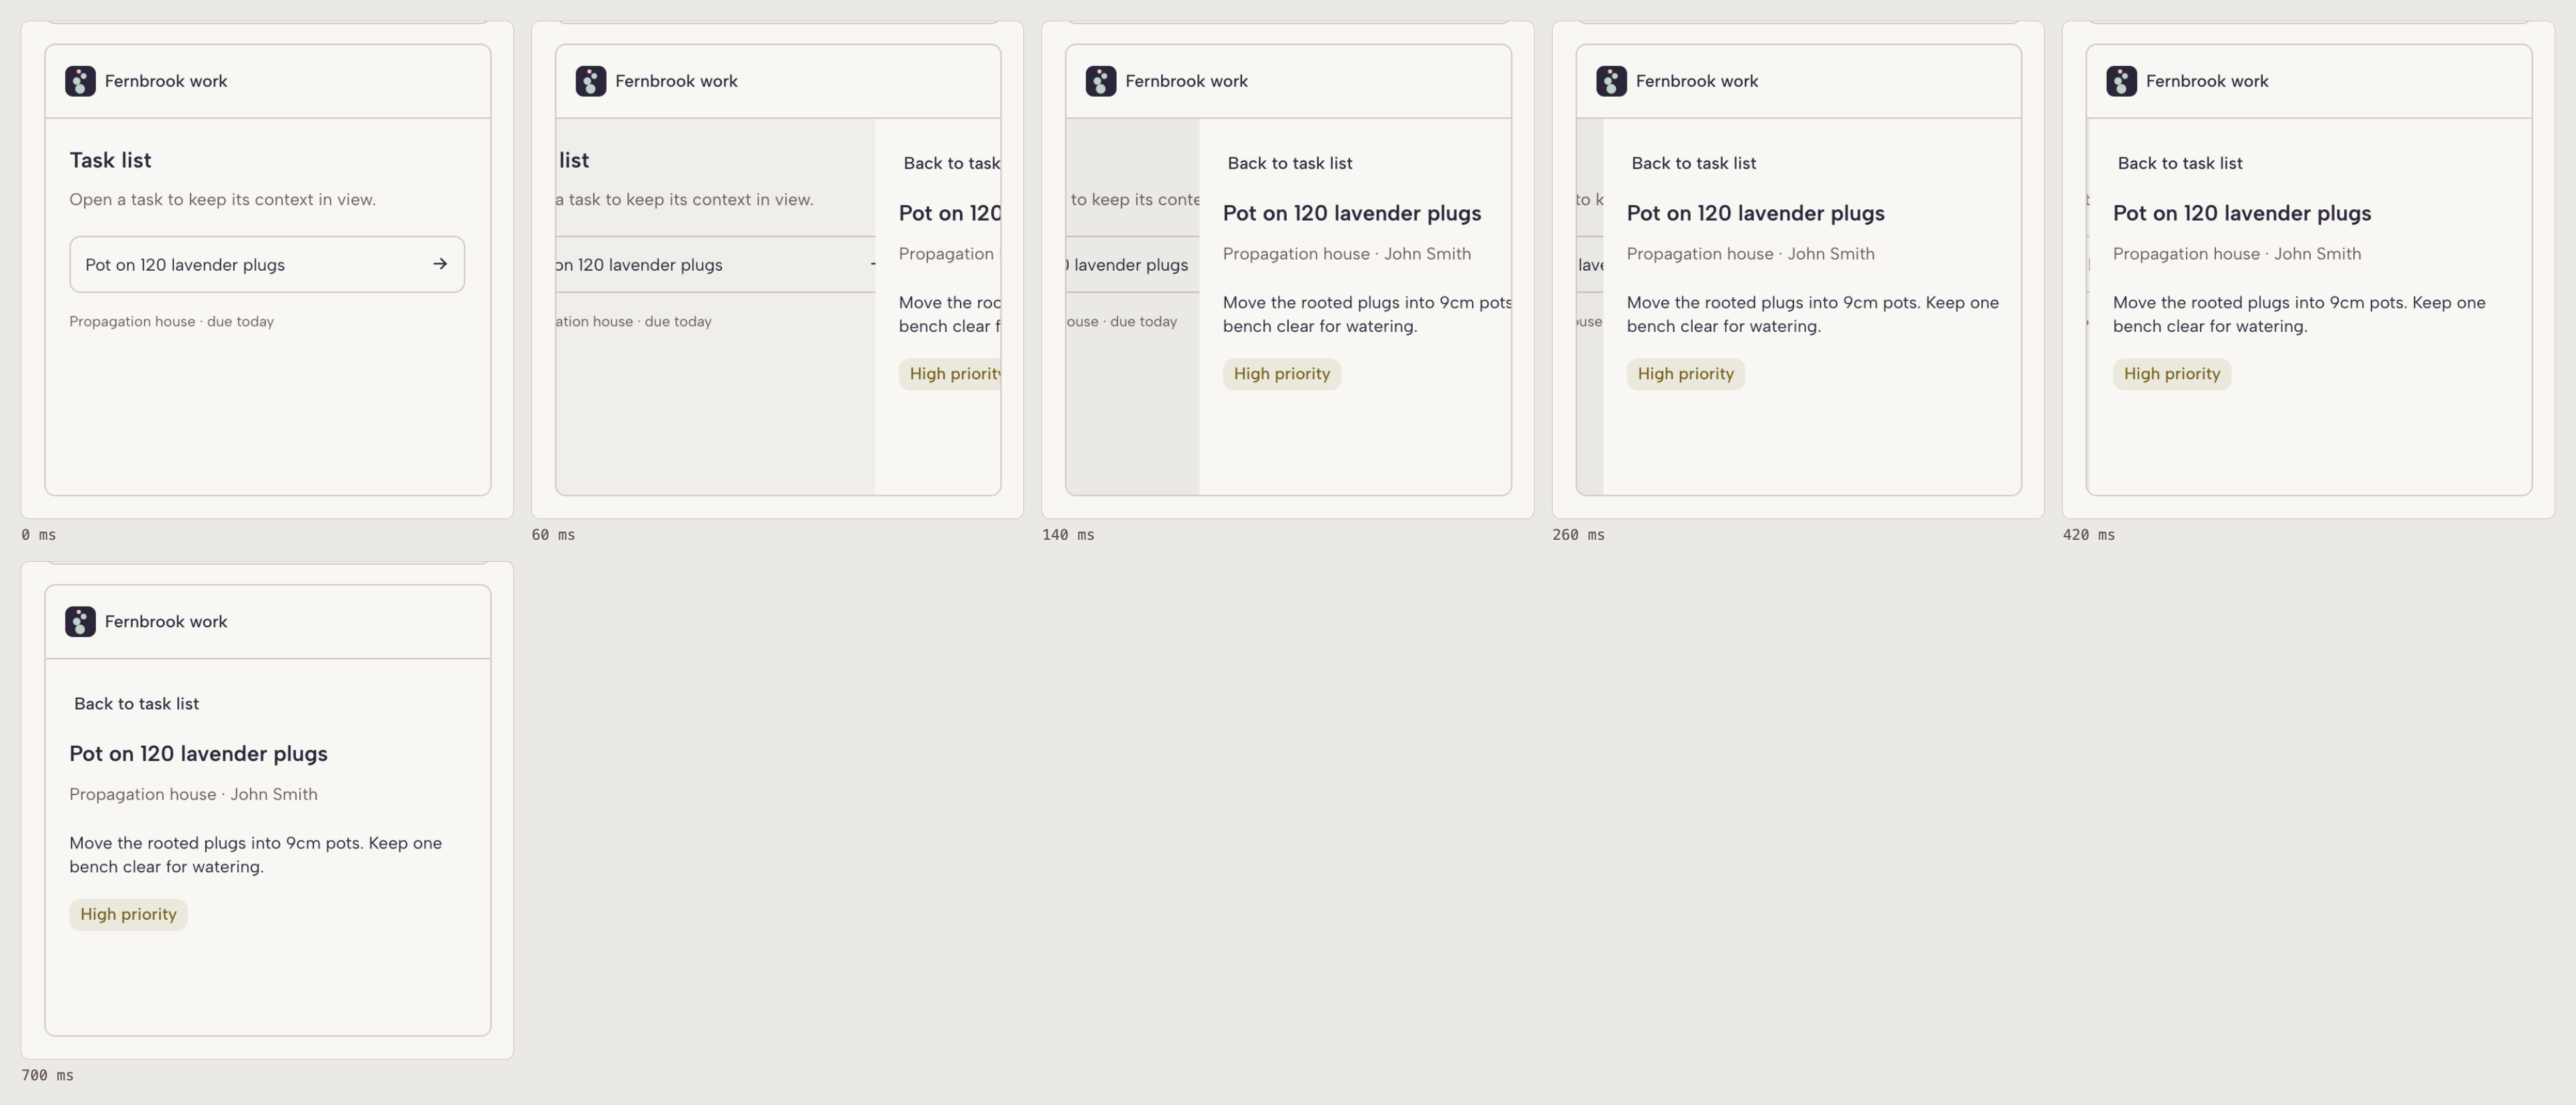 Fernbrook work
Task list
Open a task to keep its context in view.
Pot on 120 lavender plugs
Propagation house · due today
0 ms
Fernbrook work
list
a task to keep its context in view.
on 120 lavender plugs
ation house · due today
Back to task
Pot on 120
Propagation
Move the roo
bench clear f
High priority
60 ms
Fernbrook work
to keep its conte
lavender plugs
ouse · due today
Back to task list
Pot on 120 lavender plugs
Propagation house · John Smith
Move the rooted plugs into 9cm pots
bench clear for watering.
High priority
140 ms
Fernbrook work
to k
lave
ouse
Back to task list
Pot on 120 lavender plugs
Propagation house · John Smith
Move the rooted plugs into 9cm pots. Keep one
bench clear for watering.
High priority
260 ms
Fernbrook work
Back to task list
Pot on 120 lavender plugs
Propagation house · John Smith
Move the rooted plugs into 9cm pots. Keep one
bench clear for watering.
High priority
420 ms
Fernbrook work
Back to task list
Pot on 120 lavender plugs
Propagation house · John Smith
Move the rooted plugs into 9cm pots. Keep one
bench clear for watering.
High priority
700 ms